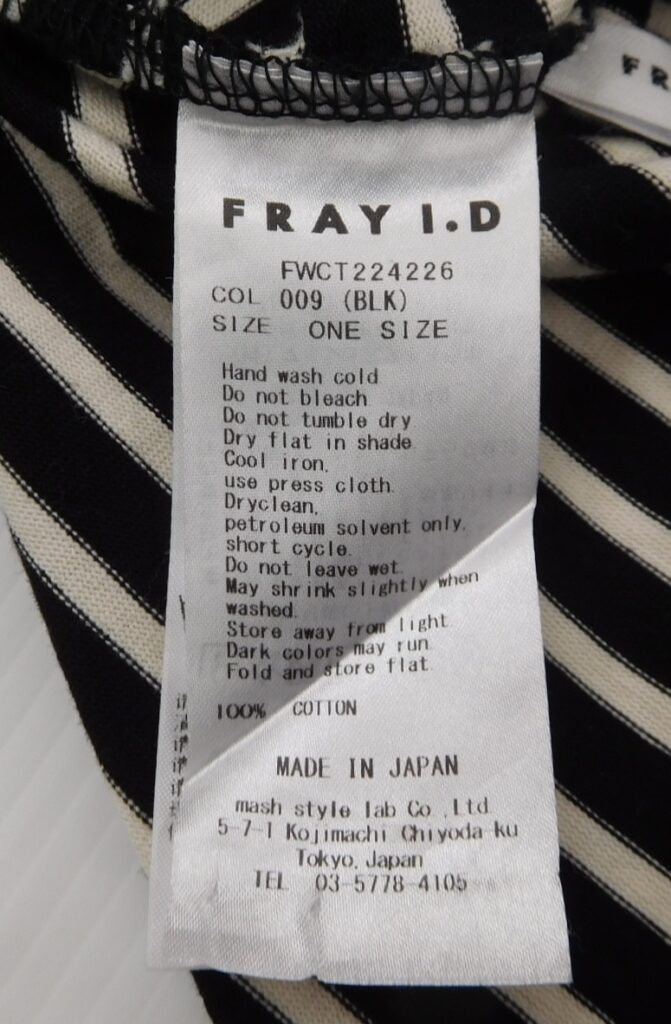 FRAY I.D
FWCT224226
COL 009 (BLK)
SIZE ONE SIZE
Hand wash cold
Do not bleach
Do not tumble dry
Dry flat in shade.
Cool iron,
use press cloth.
Dryclean,
petroleum solvent only,
short cycle.
Do not leave wet.
May shrink slightly when
washed.
Store away from light.
Dark colors may run.
Fold and store flat.
100% COTTON
MADE IN JAPAN
mash style lab Co.,Ltd.
5-7-1 Kojimachi Chiyoda-ku
Tokyo, Japan
TEL 03-5778-4105